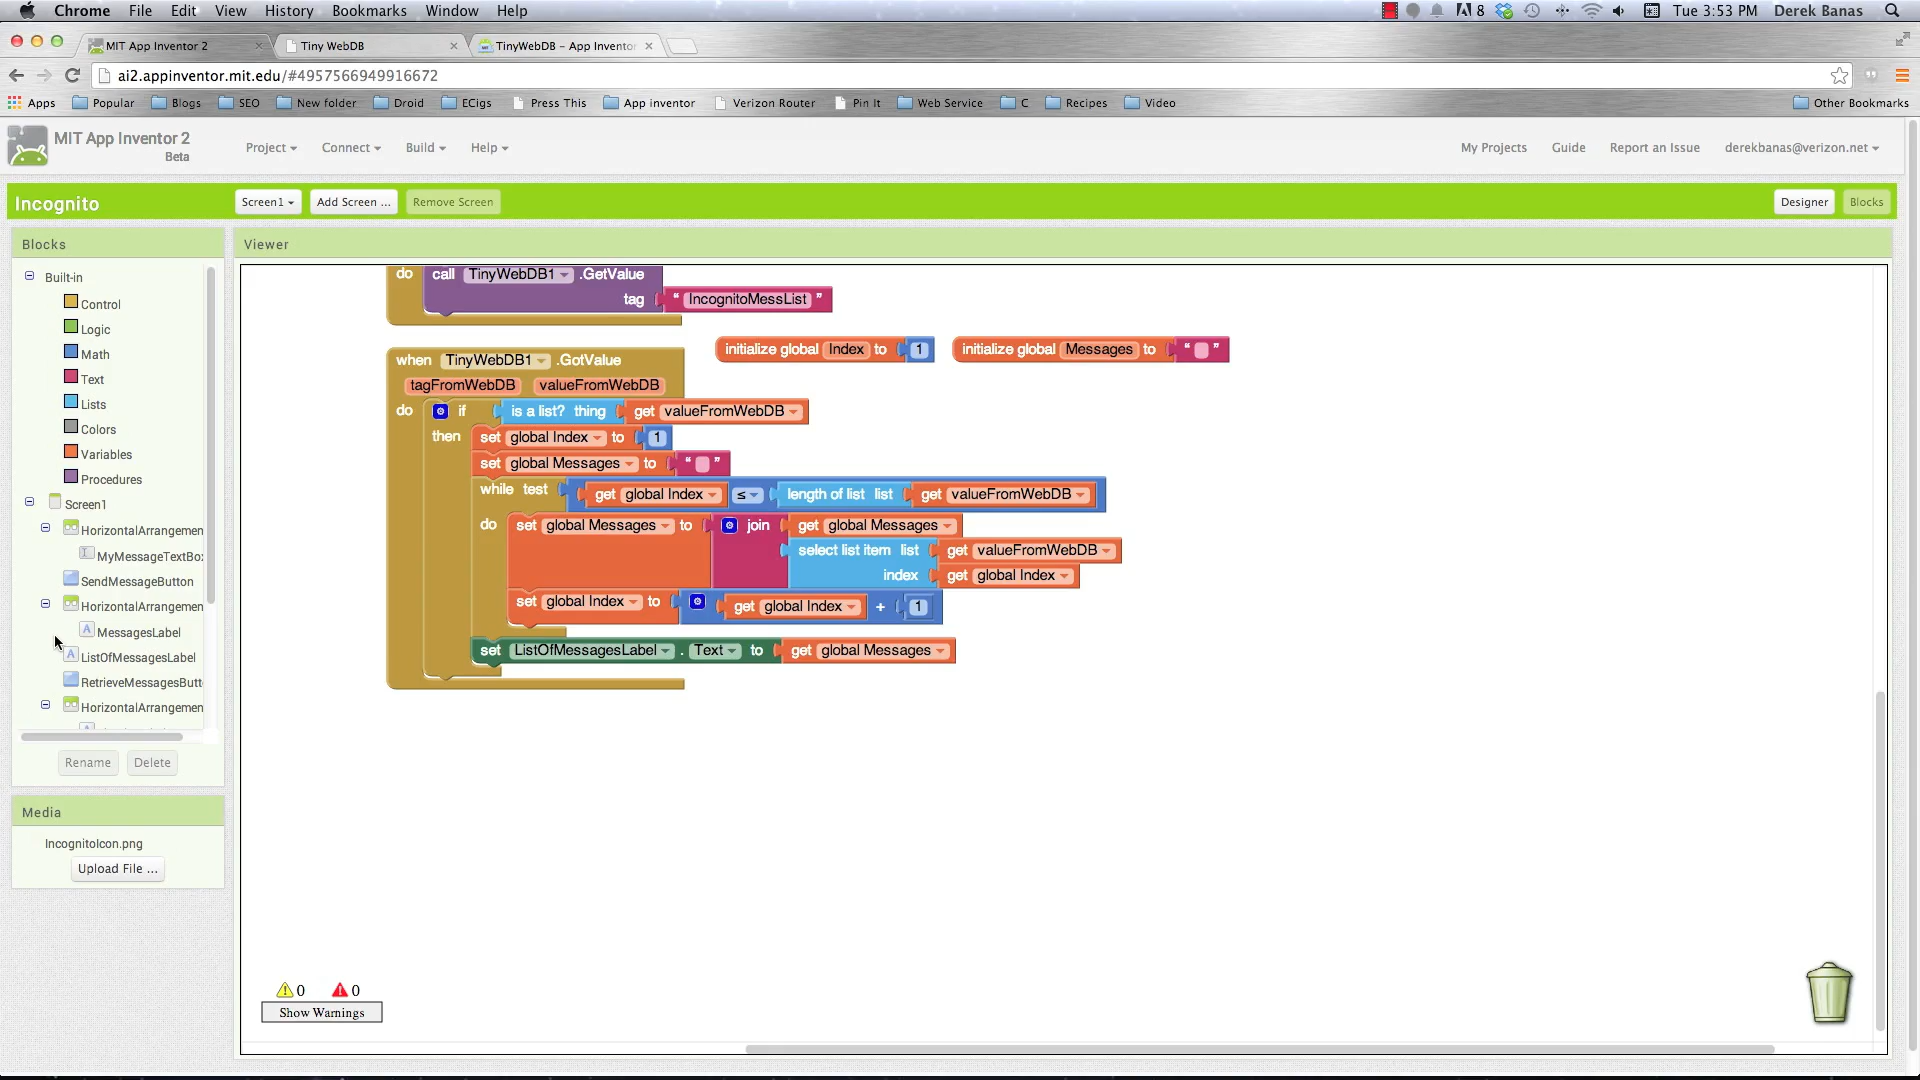 Chrome File Edit View History Bookmarks Window Help 8 Tue 3:53 PM Derek Banas
MIT App Inventor 2 Tiny WebDB TinyWebDB – App Inventor
ai2.appinventor.mit.edu/#4957566949916672
Apps Popular Blogs SEO New folder Droid ECigs Press This App inventor Verizon Router Pin It Web Service C Recipes Video Other Bookmarks
MIT App Inventor 2
Beta
Project Connect Build Help My Projects Guide Report an Issue derekbanas@verizon.net
Incognito Screen1 Add Screen ... Remove Screen Designer Blocks
Blocks
Built-in
Control
Logic
Math
Text
Lists
Colors
Variables
Procedures
Screen1
HorizontalArrangemen
MyMessageTextBo
SendMessageButton
HorizontalArrangemen
MessagesLabel
ListOfMessagesLabel
RetrieveMessagesButt
HorizontalArrangemen
Rename Delete
Media
IncognitoIcon.png
Upload File ...
Viewer
do call TinyWebDB1 .GetValue
tag " IncognitoMessList "
initialize global Index to 1 initialize global Messages to " "
when TinyWebDB1 .GotValue
tagFromWebDB valueFromWebDB
do if is a list? thing get valueFromWebDB
then set global Index to 1
set global Messages to " "
while test get global Index ≤ length of list list get valueFromWebDB
do set global Messages to join get global Messages
select list item list get valueFromWebDB
index get global Index
set global Index to get global Index + 1
set ListOfMessagesLabel . Text to get global Messages
0 0
Show Warnings